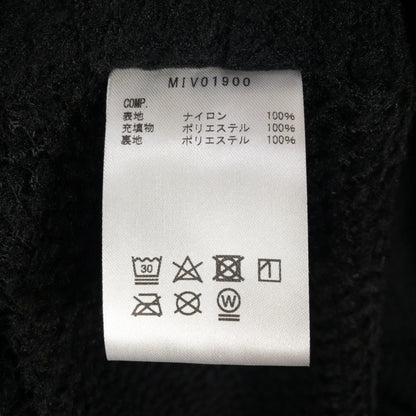 MIV01900
COMP.
表地 ナイロン 100%
充填物 ポリエステル 100%
裏地 ポリエステル 100%
30
W